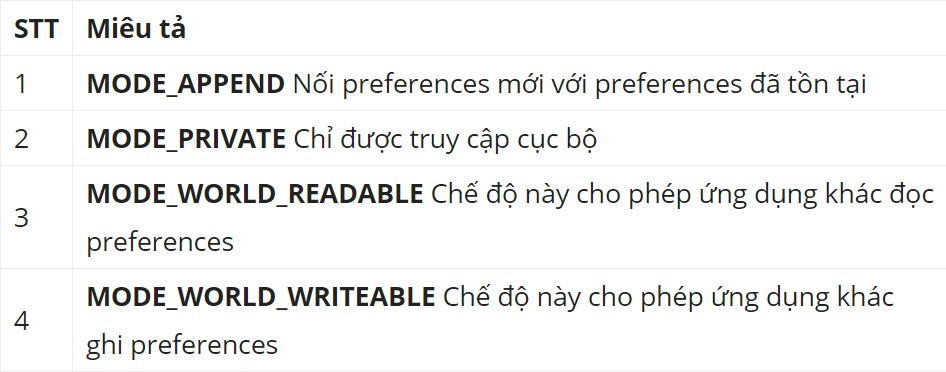 STT Miêu tả
1 MODE_APPEND Nối preferences mới với preferences đã tồn tại
2 MODE_PRIVATE Chỉ được truy cập cục bộ
3 MODE_WORLD_READABLE Chế độ này cho phép ứng dụng khác đọc
preferences
4 MODE_WORLD_WRITEABLE Chế độ này cho phép ứng dụng khác
ghi preferences